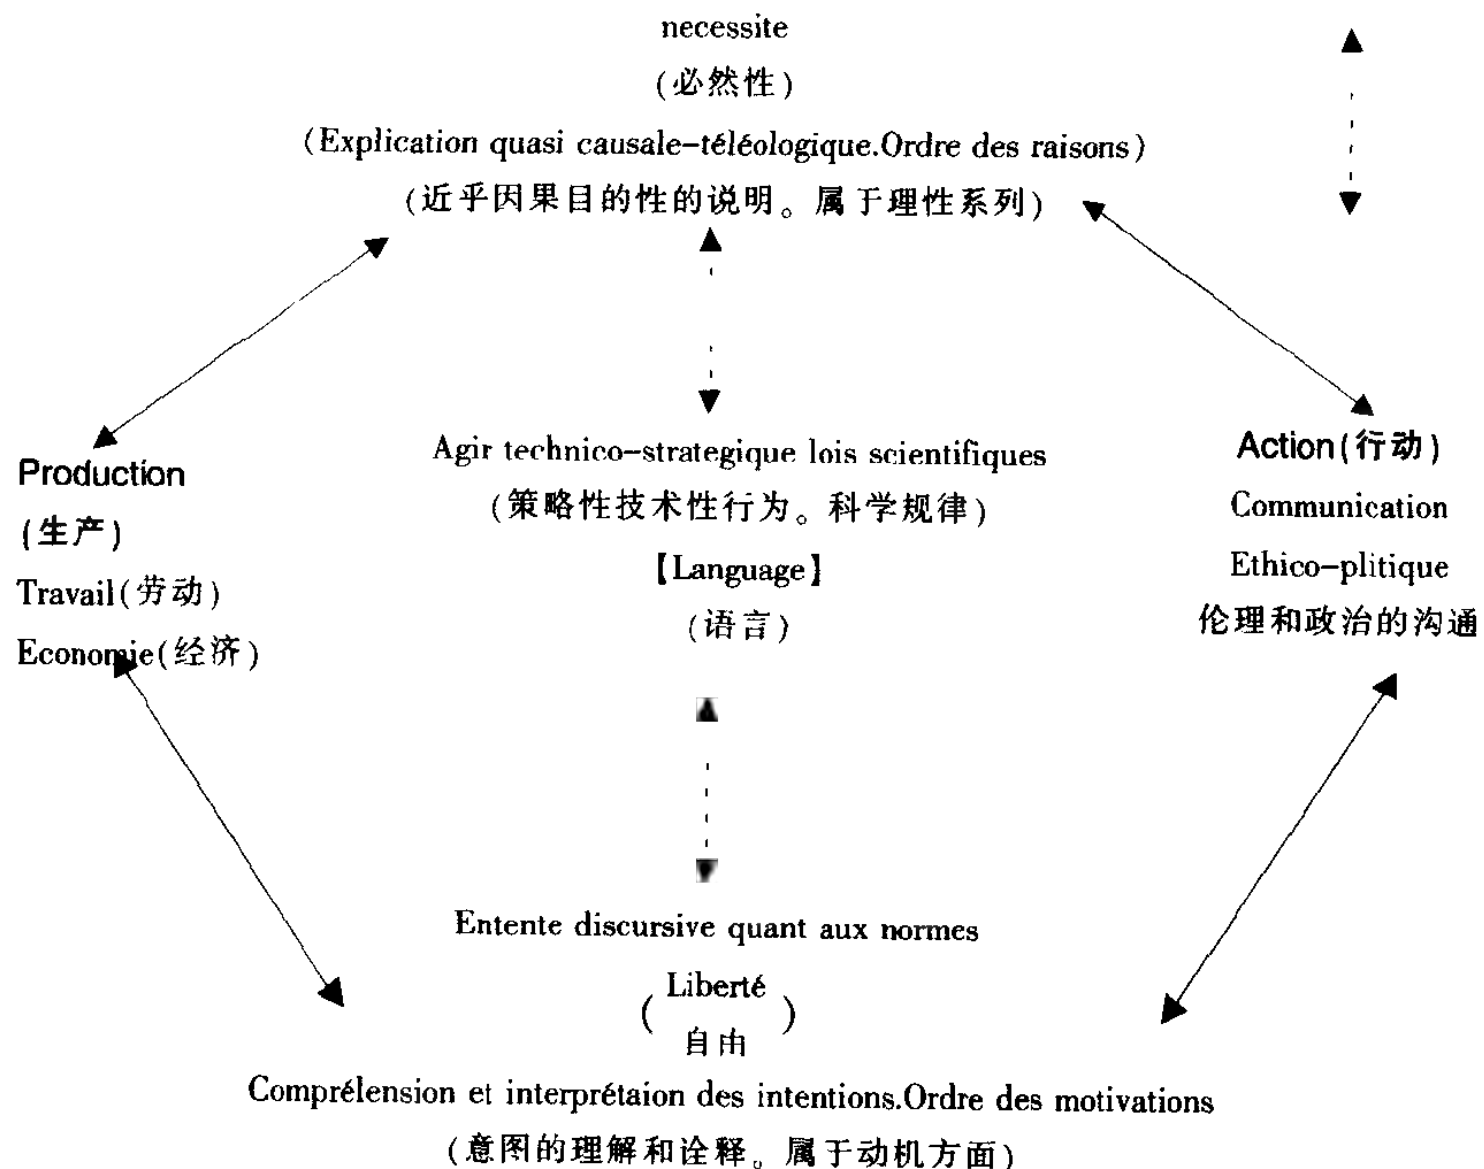 necessite
(必然性)
(Explication quasi causale-téléologique.Ordre des raisons)
(近乎因果目的性的说明。属于理性系列)
Production
(生产)
Travail(劳动)
Economie(经济)
Agir technico-strategique lois scientifiques
(策略性技术性行为。科学规律)
【Language】
(语言)
Action(行动)
Communication
Ethico-plitique
伦理和政治的沟通
Entente discursive quant aux normes
(Liberté
自由)
Comprélension et interprétaion des intentions.Ordre des motivations
(意图的理解和诠释。属于动机方面)